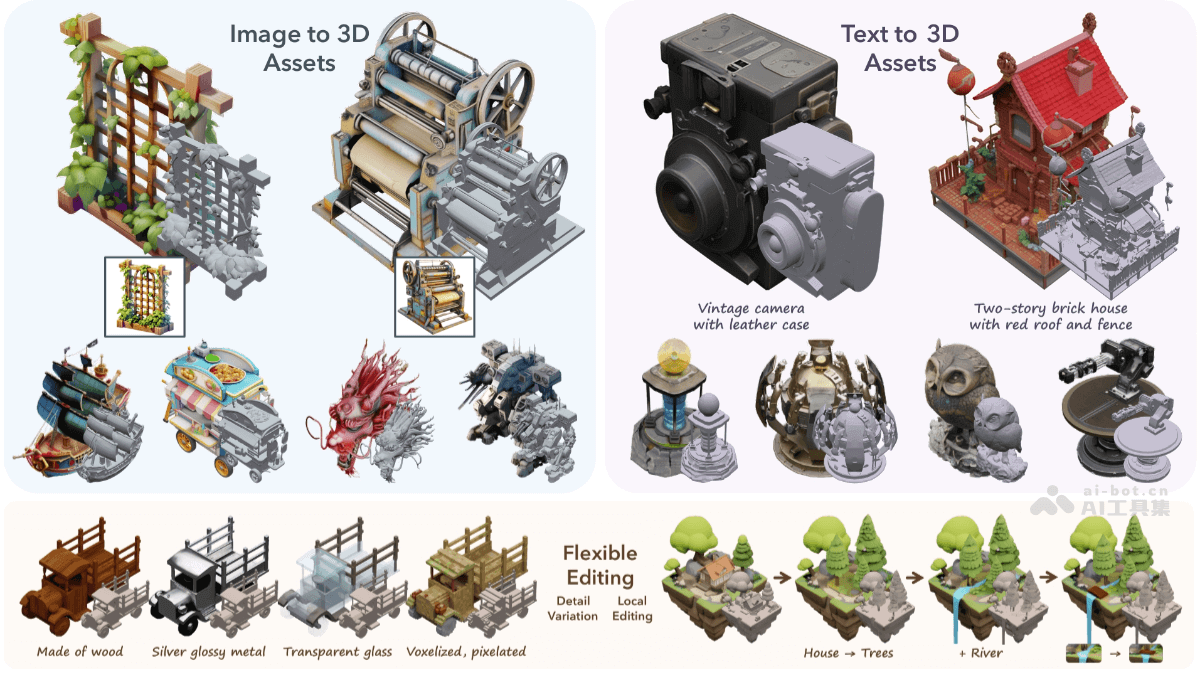 Image to 3D
Assets
Text to 3D
Assets
Vintage camera
with leather case
Two-story brick house
with red roof and fence
ai-bot.cn
AI工具集
Flexible
Editing
Detail
Variation
Local
Editing
Made of wood
Silver glossy metal
Transparent glass
Voxelized, pixelated
House → Trees
+ River